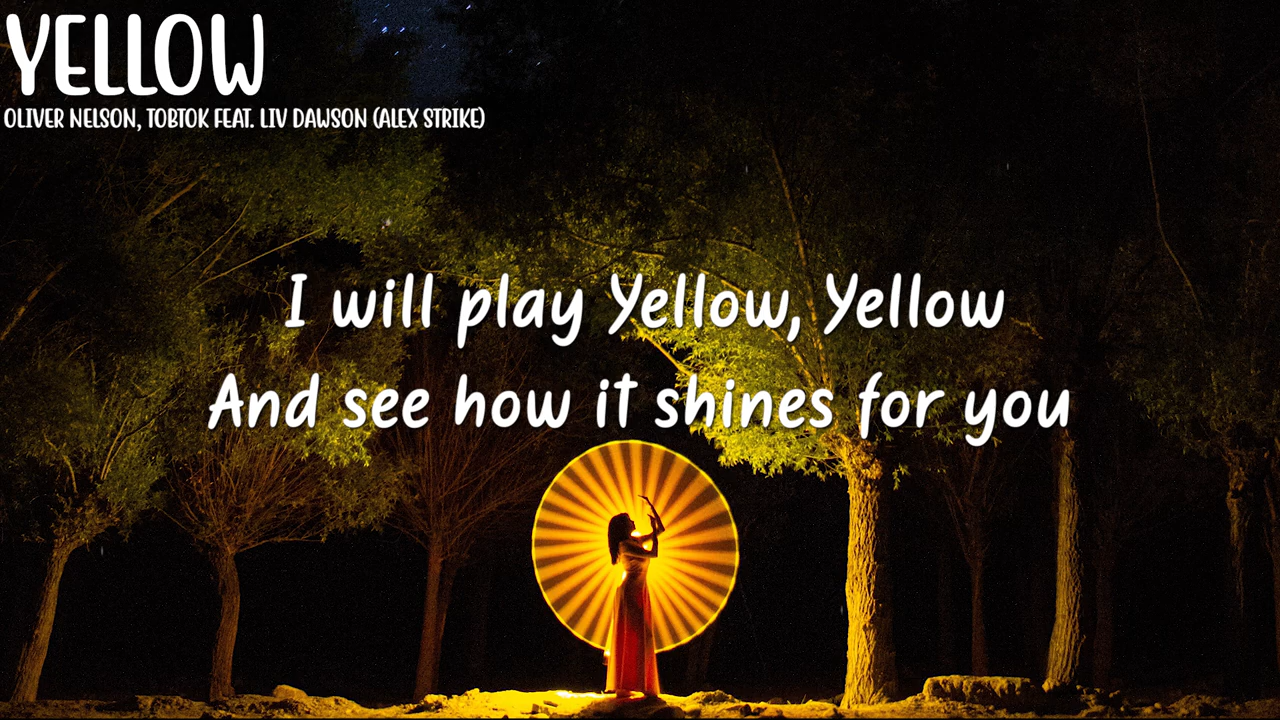 YELLOW
OLIVER NELSON, TOBTOK FEAT. LIV DAWSON (ALEX STRIKE)
I will play Yellow, Yellow
And see how it shines for you